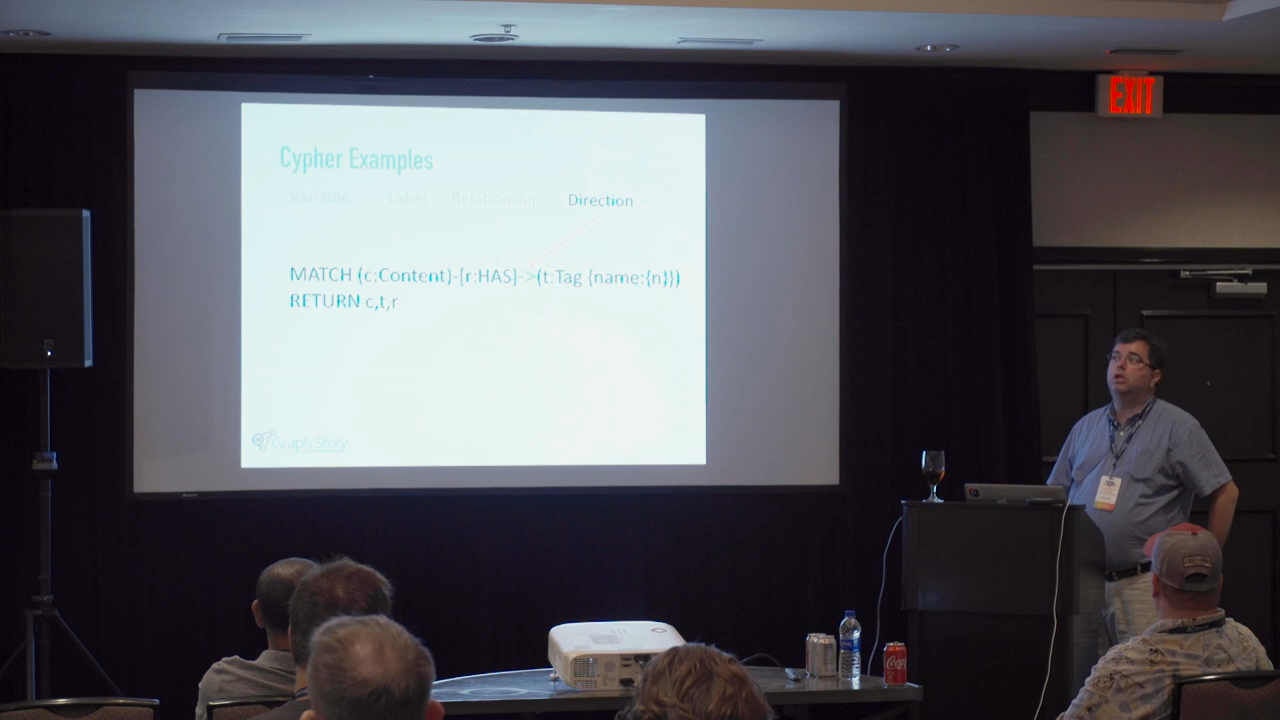 EXIT
Cypher Examples
Variable Label Relationship Direction
MATCH (c:Content)-[r:HAS]->(t:Tag {name:{n}})
RETURN c,t,r
Graph Story